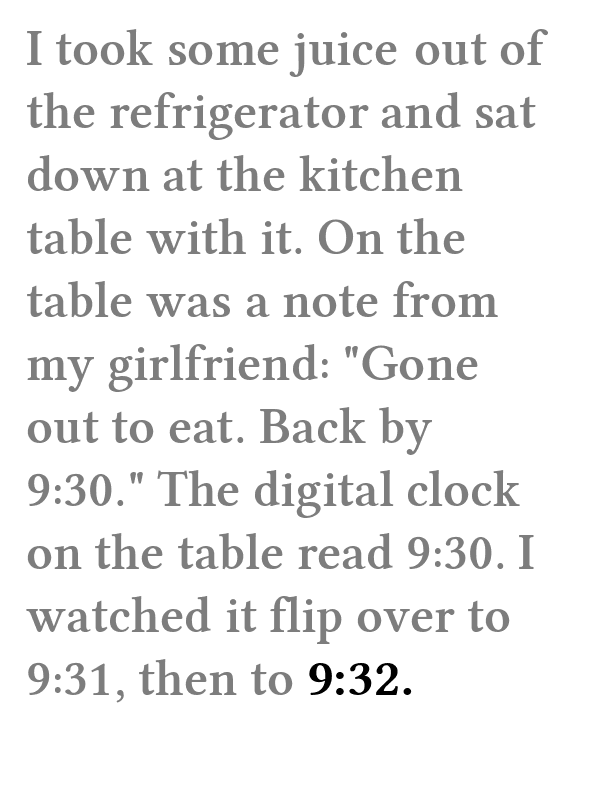 I took some juice out of
the refrigerator and sat
down at the kitchen
table with it. On the
table was a note from
my girlfriend: "Gone
out to eat. Back by
9:30." The digital clock
on the table read 9:30. I
watched it flip over to
9:31, then to 9:32.